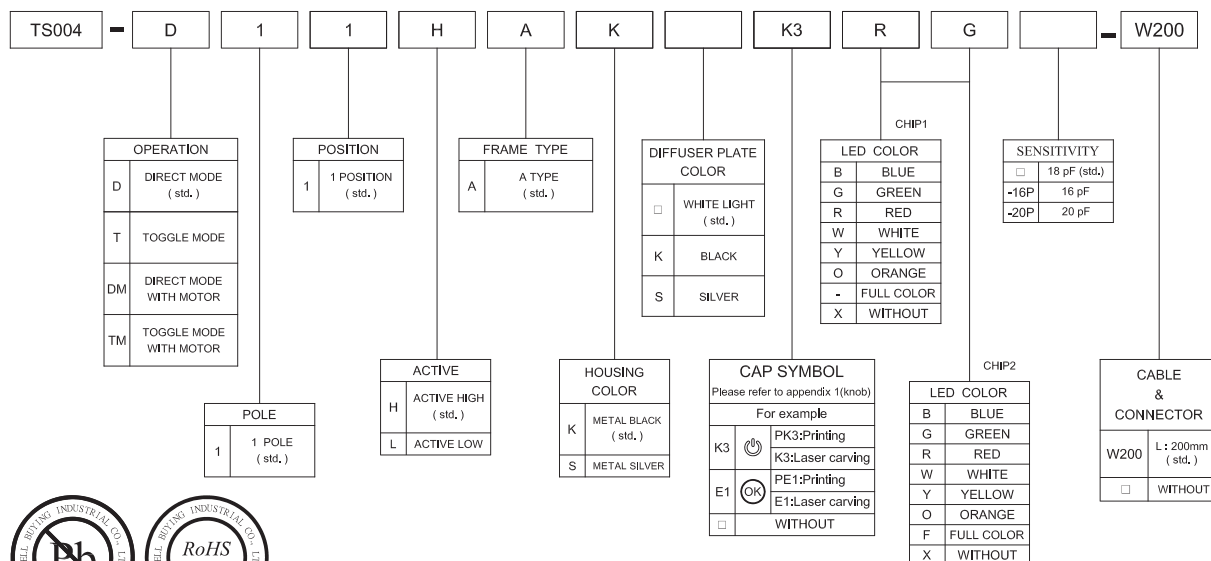 TS004 - D 1 1 H A K K3 R G - W200
OPERATION
D DIRECT MODE
( std. )
T TOGGLE MODE
DM DIRECT MODE
WITH MOTOR
TM TOGGLE MODE
WITH MOTOR
POLE
1 1 POLE
( std. )
POSITION
1 1 POSITION
( std. )
ACTIVE
H ACTIVE HIGH
( std. )
L ACTIVE LOW
FRAME TYPE
A A TYPE
( std. )
HOUSING
COLOR
K METAL BLACK
( std. )
S METAL SILVER
DIFFUSER PLATE
COLOR
□ WHITE LIGHT
( std. )
K BLACK
S SILVER
CAP SYMBOL
Please refer to appendix 1(knob)
For example
K3 PK3:Printing
K3:Laser carving
E1 OK PE1:Printing
E1:Laser carving
□ WITHOUT
CHIP1
LED COLOR
B BLUE
G GREEN
R RED
W WHITE
Y YELLOW
O ORANGE
- FULL COLOR
X WITHOUT
CHIP2
LED COLOR
B BLUE
G GREEN
R RED
W WHITE
Y YELLOW
O ORANGE
F FULL COLOR
X WITHOUT
SENSITIVITY
□ 18 pF (std.)
-16P 16 pF
-20P 20 pF
CABLE
&
CONNECTOR
W200 L : 200mm
( std. )
□ WITHOUT
BUYING INDUSTRIAL CO.,
Pb
BUYING INDUSTRIAL CO.,
RoHS